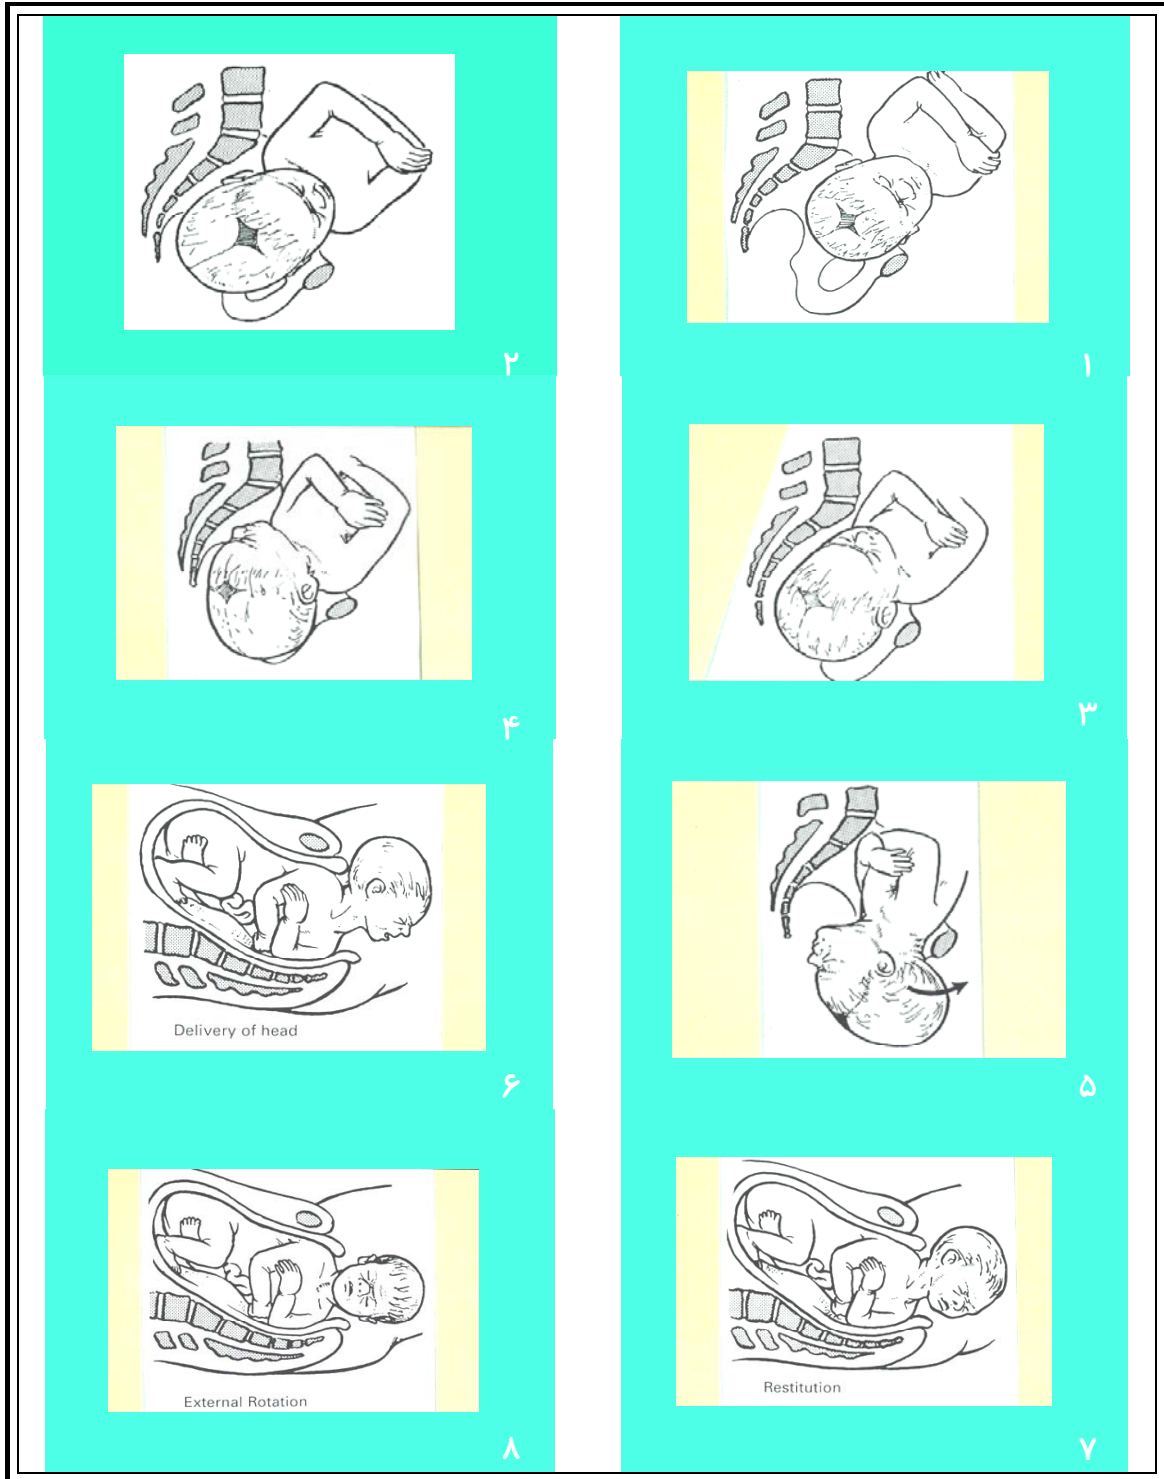 ۱
۲
۳
۴
۵
Delivery of head
۶
Restitution
۷
External Rotation
۸